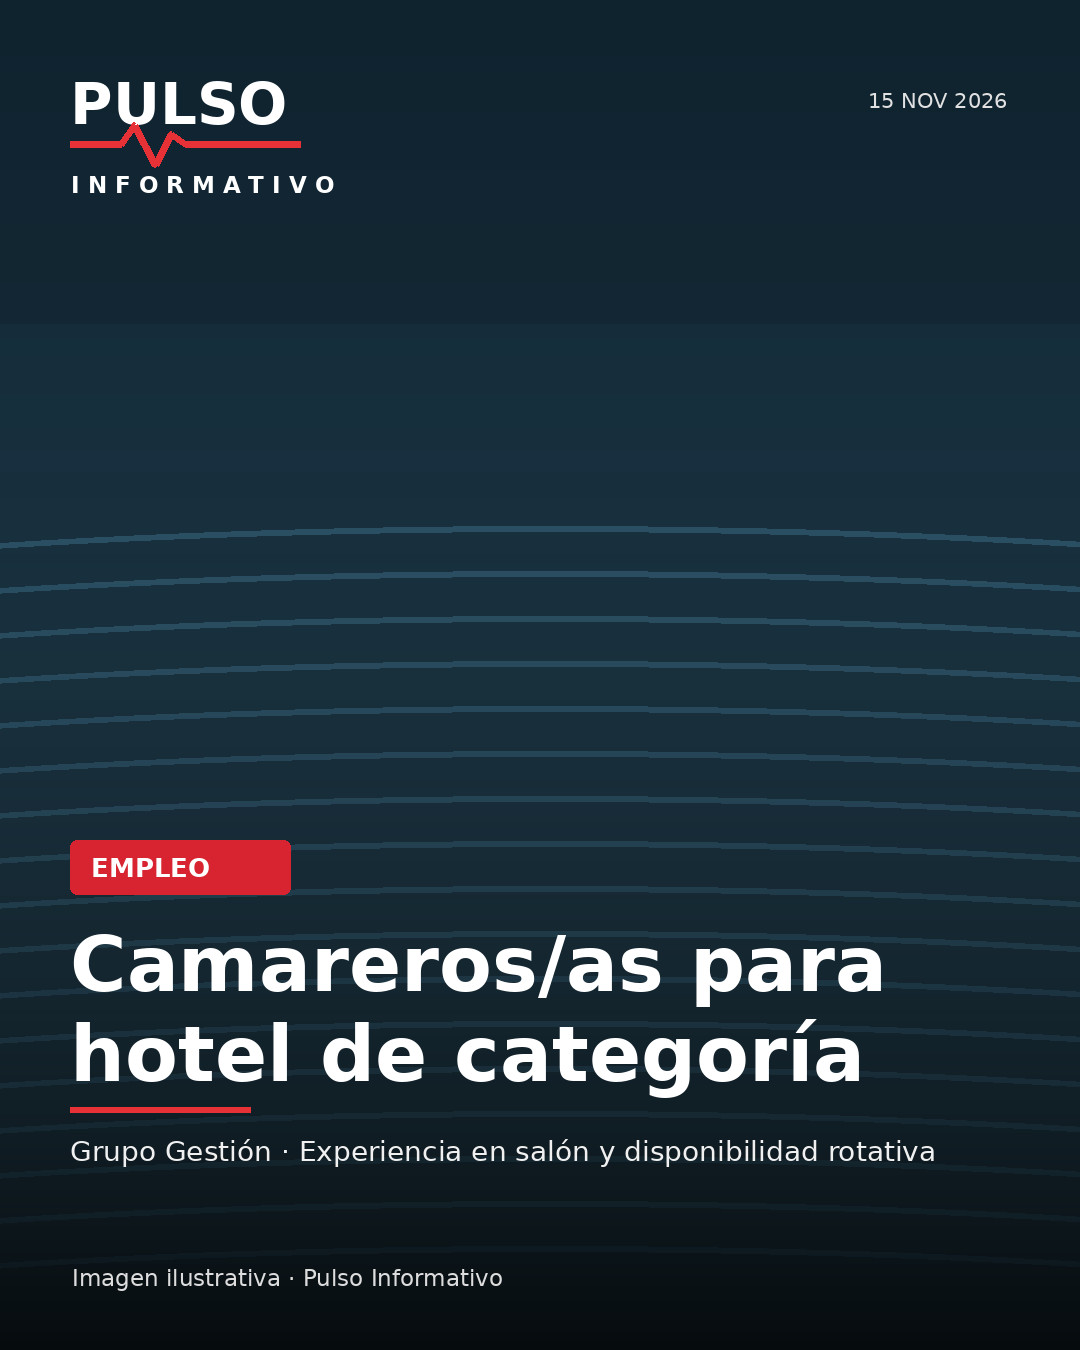 PULSO
INFORMATIVO
15 NOV 2026
EMPLEO
Camareros/as para
hotel de categoría
Grupo Gestión · Experiencia en salón y disponibilidad rotativa
Imagen ilustrativa · Pulso Informativo